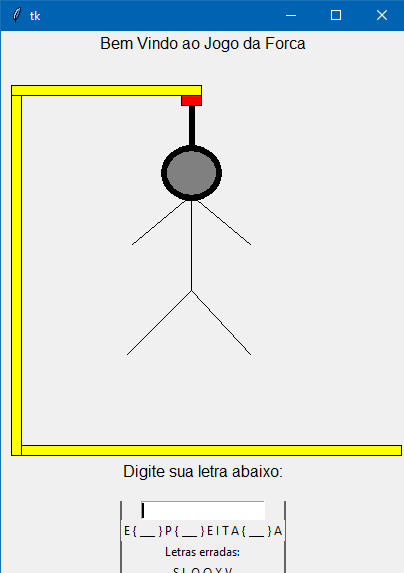 tk
Bem Vindo ao Jogo da Forca
Digite sua letra abaixo:
E { __ } P { __ } E I T A { __ } A
Letras erradas: